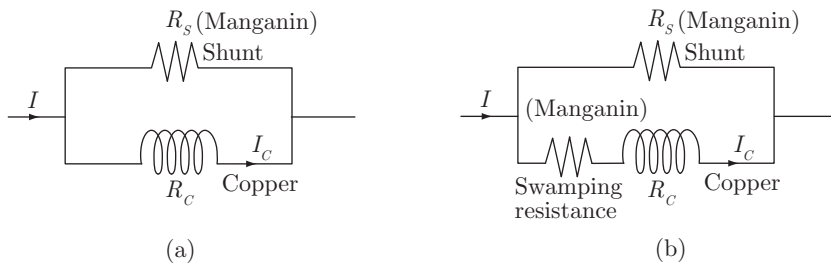 R_S (Manganin)
Shunt
I
I_C
R_C
Copper
(a)
R_S (Manganin)
Shunt
I
(Manganin)
I_C
Swamping
resistance
R_C
Copper
(b)